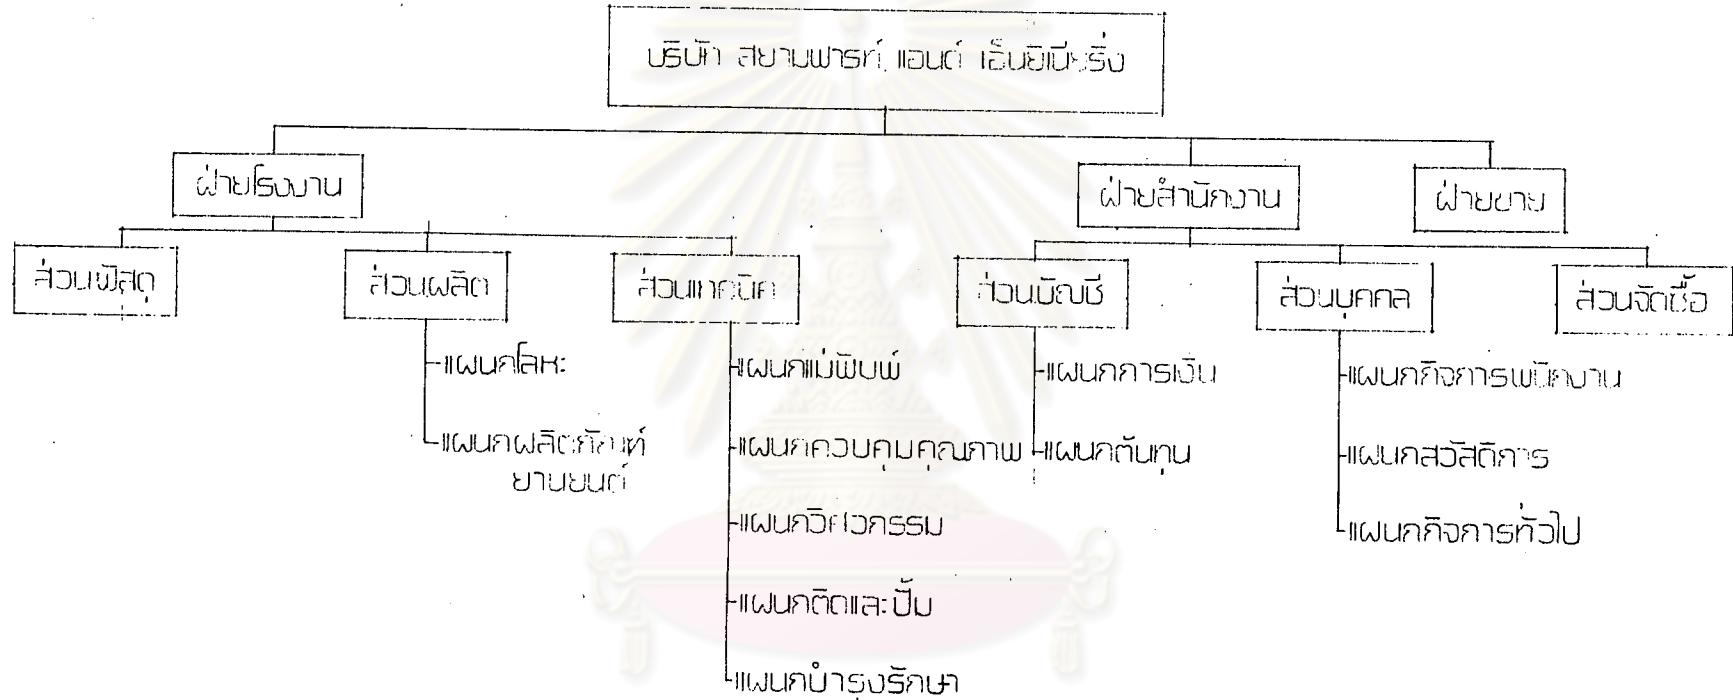 บริษัท สยามพารท์ แอนด์ เอ็นยิเนียริ่ง
ฝ่ายโรงงาน
ฝ่ายสำนักงาน
ฝ่ายขาย
ส่วนพัสดุ
ส่วนผลิต
ส่วนเทคนิค
ส่วนบัญชี
ส่วนบุคคล
ส่วนจัดซื้อ
แผนกโลหะ
แผนกผลิตภัณฑ์
ยานยนต์
แผนกแม่พิมพ์
แผนกควบคุมคุณภาพ
แผนกวิศวกรรม
แผนกติดและปั๊ม
แผนกบำรุงรักษา
แผนกการเงิน
แผนกต้นทุน
แผนกกิจการพนักงาน
แผนกสวัสดิการ
แผนกกิจการทั่วไป